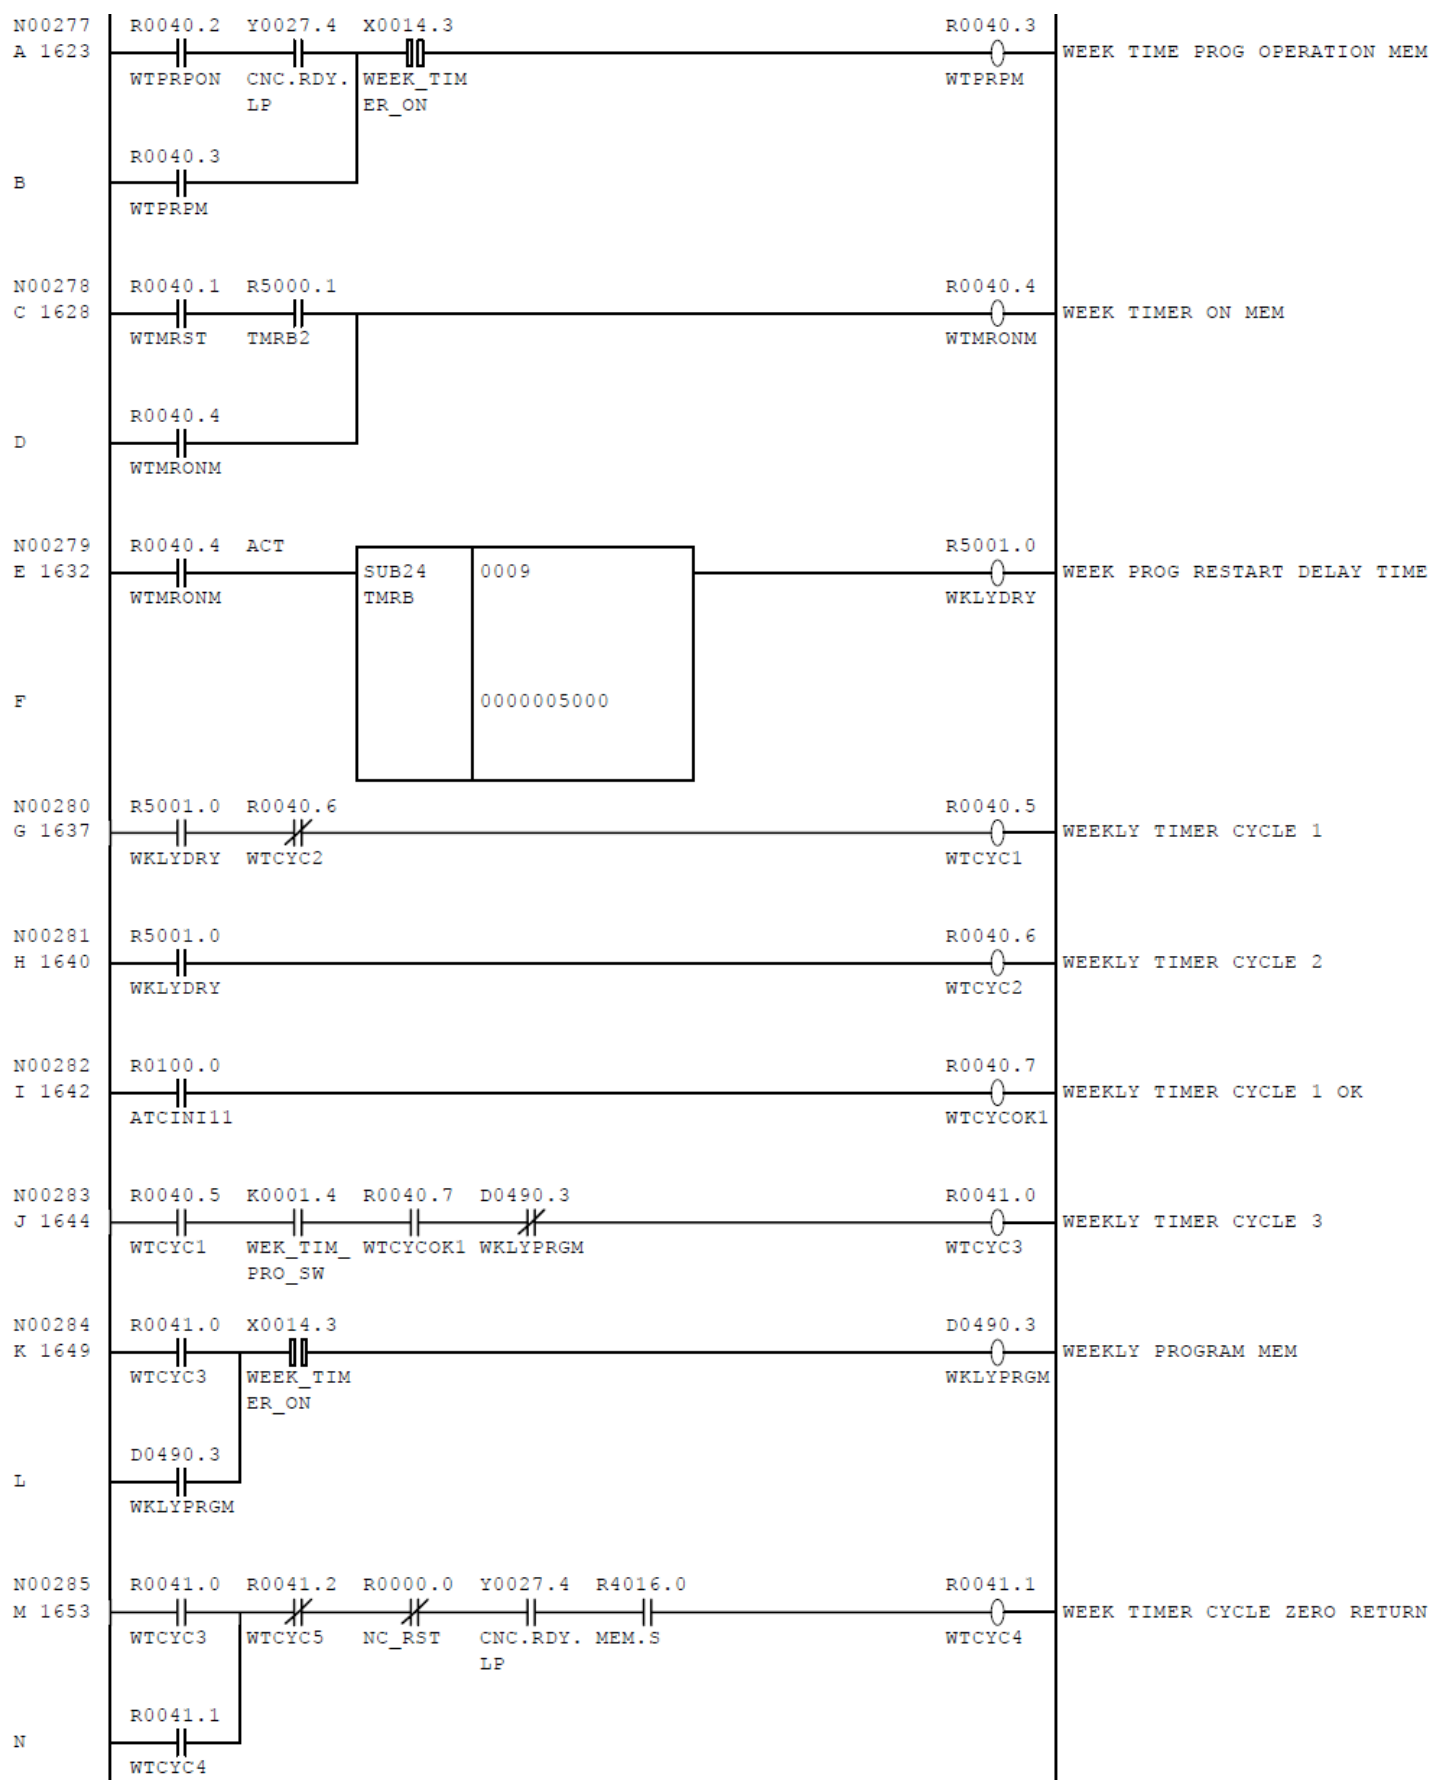 N00277 R0040.2 Y0027.4 X0014.3 R0040.3
A 1623 WEEK TIME PROG OPERATION MEM
WTPRPON CNC.RDY. WEEK_TIM WTPRPM
LP ER_ON
R0040.3
B
WTPRPM
N00278 R0040.1 R5000.1 R0040.4
C 1628 WEEK TIMER ON MEM
WTMRST TMRB2 WTMRONM
R0040.4
D
WTMRONM
N00279 R0040.4 ACT R5001.0
E 1632 SUB24 0009 WEEK PROG RESTART DELAY TIME
WTMRONM TMRB WKLYDRY
F 0000005000
N00280 R5001.0 R0040.6 R0040.5
G 1637 WEEKLY TIMER CYCLE 1
WKLYDRY WTCYC2 WTCYC1
N00281 R5001.0 R0040.6
H 1640 WEEKLY TIMER CYCLE 2
WKLYDRY WTCYC2
N00282 R0100.0 R0040.7
I 1642 WEEKLY TIMER CYCLE 1 OK
ATCINI11 WTCYCOK1
N00283 R0040.5 K0001.4 R0040.7 D0490.3 R0041.0
J 1644 WEEKLY TIMER CYCLE 3
WTCYC1 WEK_TIM_ WTCYCOK1 WKLYPRGM WTCYC3
PRO_SW
N00284 R0041.0 X0014.3 D0490.3
K 1649 WEEKLY PROGRAM MEM
WTCYC3 WEEK_TIM WKLYPRGM
ER_ON
D0490.3
L
WKLYPRGM
N00285 R0041.0 R0041.2 R0000.0 Y0027.4 R4016.0 R0041.1
M 1653 WEEK TIMER CYCLE ZERO RETURN
WTCYC3 WTCYC5 NC_RST CNC.RDY. MEM.S WTCYC4
LP
R0041.1
N
WTCYC4